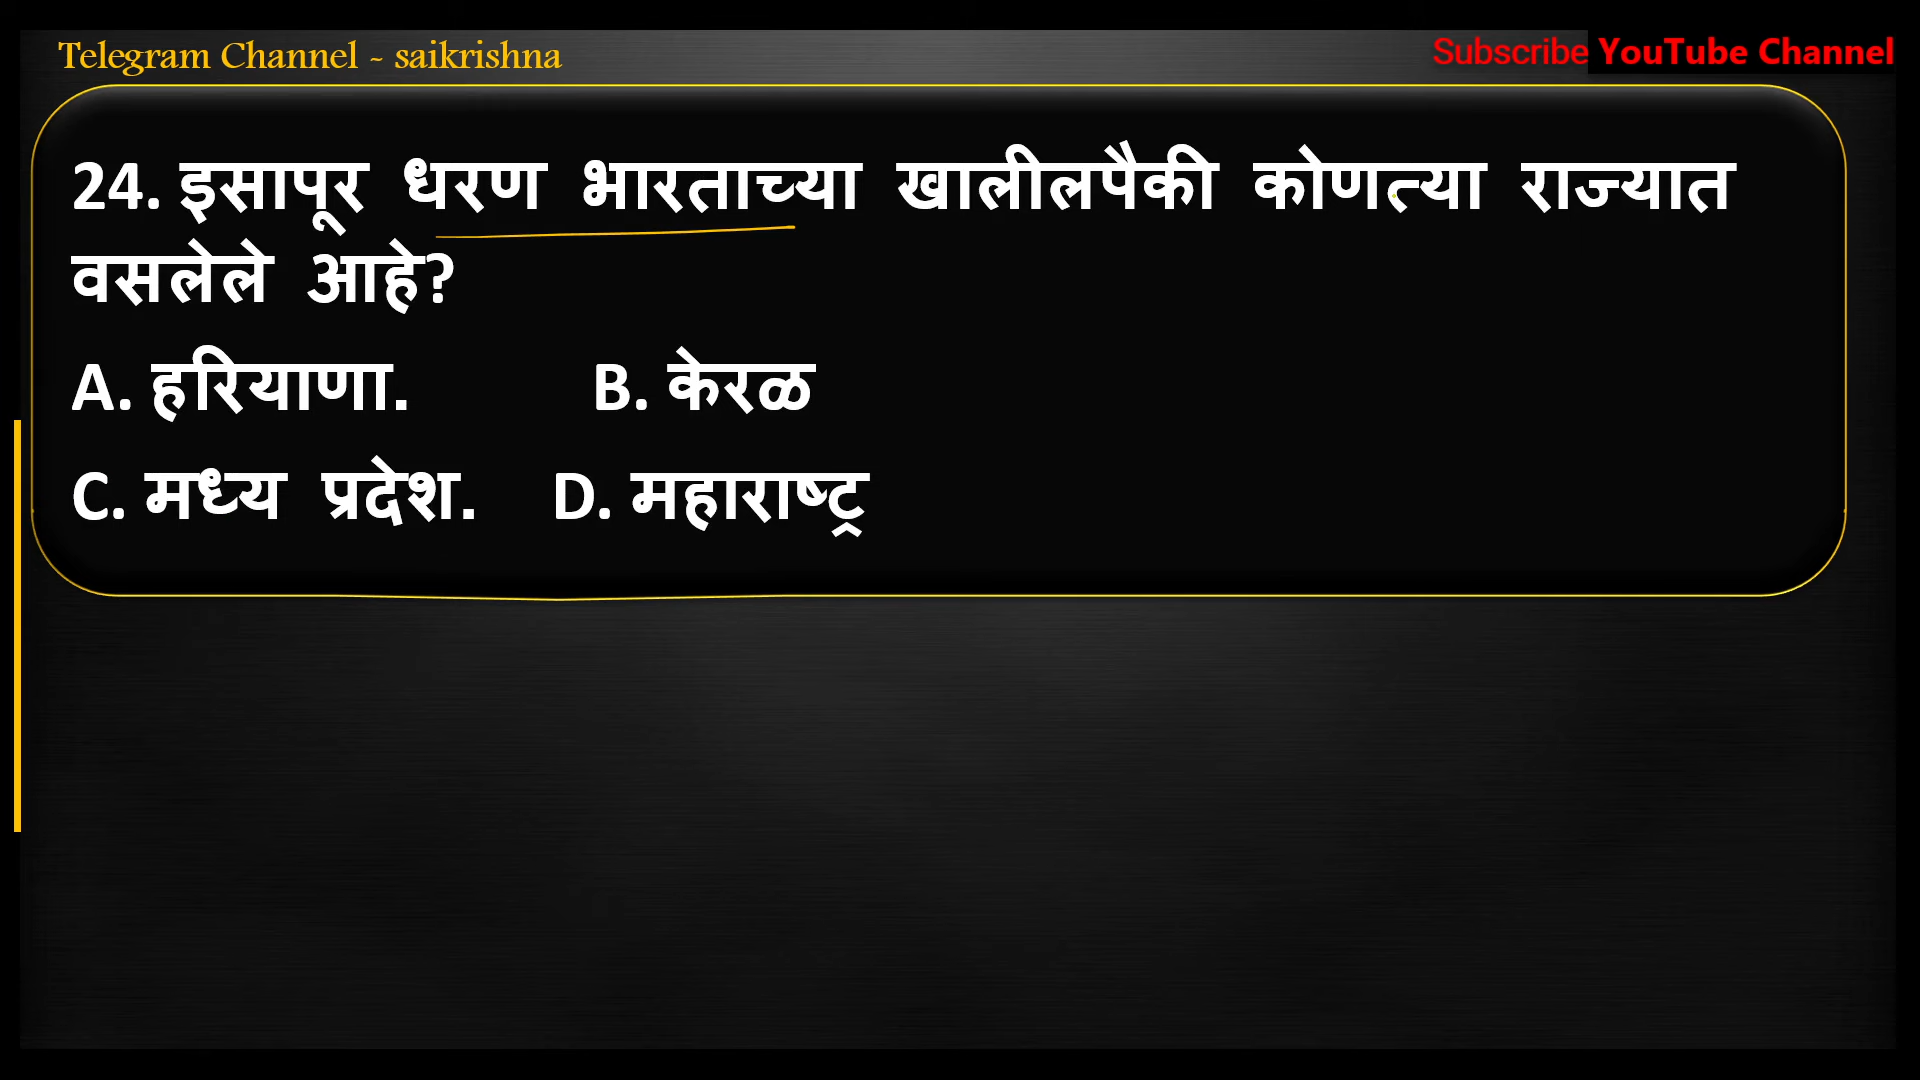 Telegram Channel - saikrishna
Subscribe YouTube Channel
24. इसापूर धरण भारताच्या खालीलपैकी कोणत्या राज्यात
वसलेले आहे?
A. हरियाणा. B. केरळ
C. मध्य प्रदेश. D. महाराष्ट्र